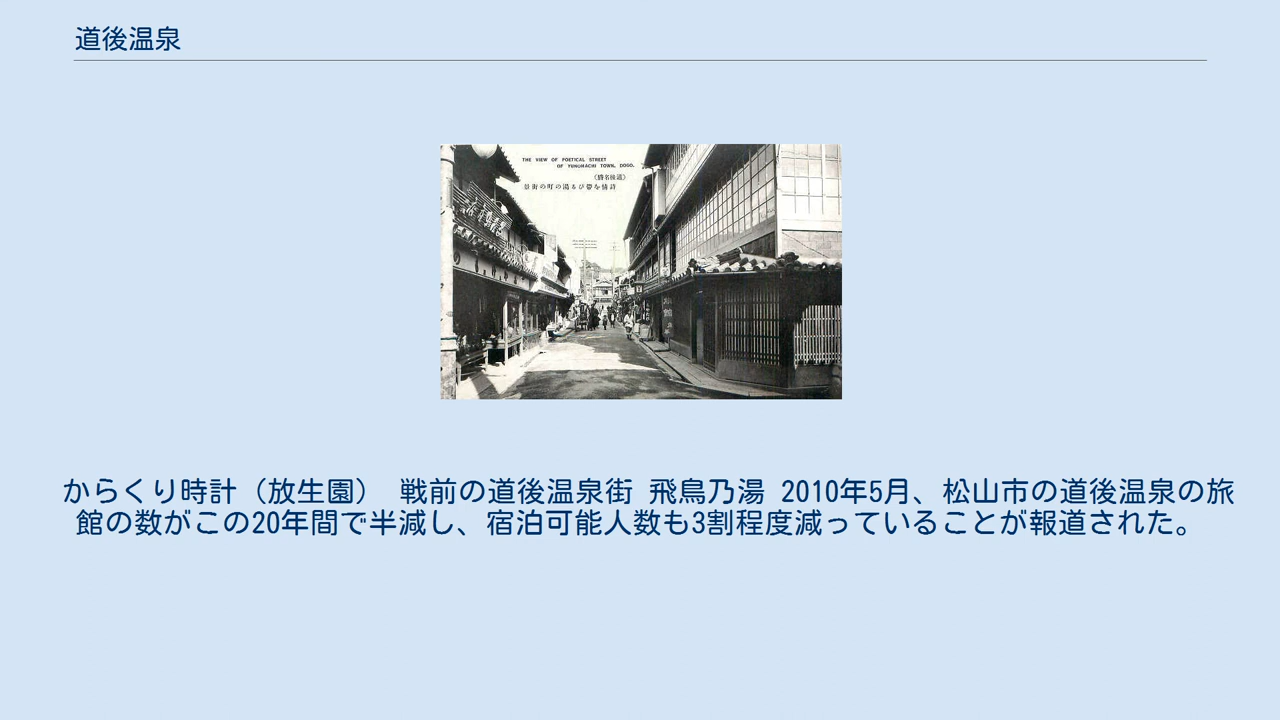 道後温泉
THE VIEW OF POETICAL STREET
OF YUNOMACHI TOWN, DOGO.
(道後名勝)
詩情を帯びるる湯の町の街景
からくり時計（放生園） 戦前の道後温泉街 飛鳥乃湯 2010年5月、松山市の道後温泉の旅
館の数がこの20年間で半減し、宿泊可能人数も3割程度減っていることが報道された。